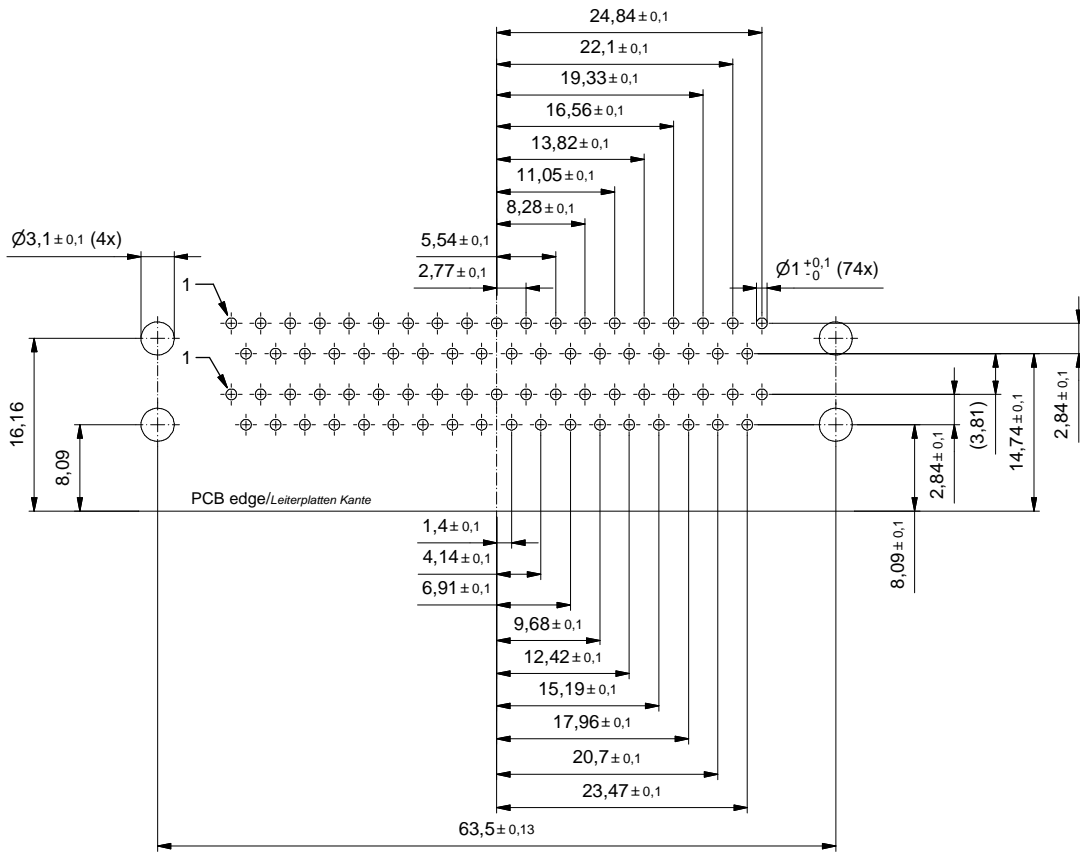 24,84 ± 0,1
22,1 ± 0,1
19,33 ± 0,1
16,56 ± 0,1
13,82 ± 0,1
11,05 ± 0,1
8,28 ± 0,1
5,54 ± 0,1
2,77 ± 0,1
Ø3,1 ± 0,1 (4x)
Ø1 +0,1 -0 (74x)
1
1
16,16
8,09
2,84 ± 0,1
14,74 ± 0,1
(3,81)
2,84 ± 0,1
8,09 ± 0,1
PCB edge/Leiterplatten Kante
1,4 ± 0,1
4,14 ± 0,1
6,91 ± 0,1
9,68 ± 0,1
12,42 ± 0,1
15,19 ± 0,1
17,96 ± 0,1
20,7 ± 0,1
23,47 ± 0,1
63,5 ± 0,13